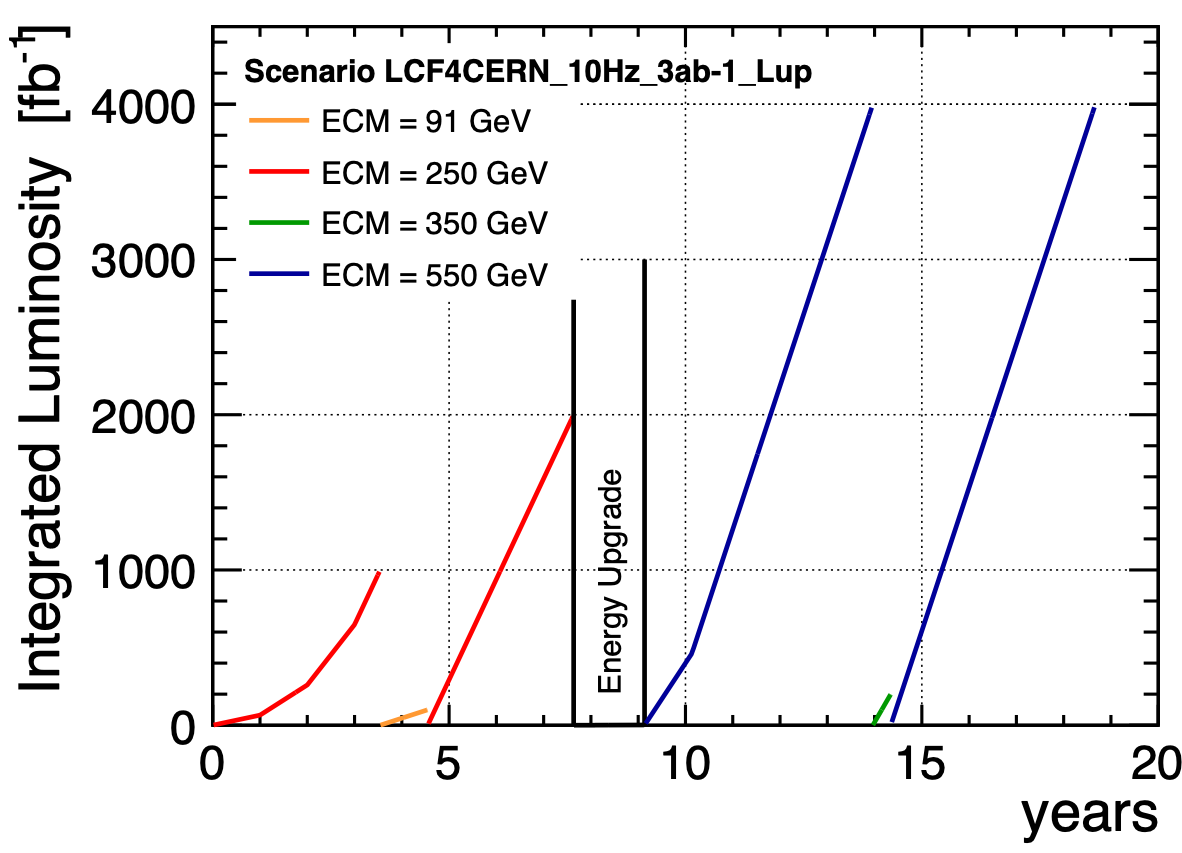 Integrated Luminosity [fb-1]
Scenario LCF4CERN_10Hz_3ab-1_Lup
ECM = 91 GeV
ECM = 250 GeV
ECM = 350 GeV
ECM = 550 GeV
4000
3000
2000
1000
0
Energy Upgrade
0 5 10 15 20
years